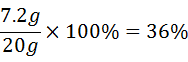 7.2g/20g × 100% = 36%